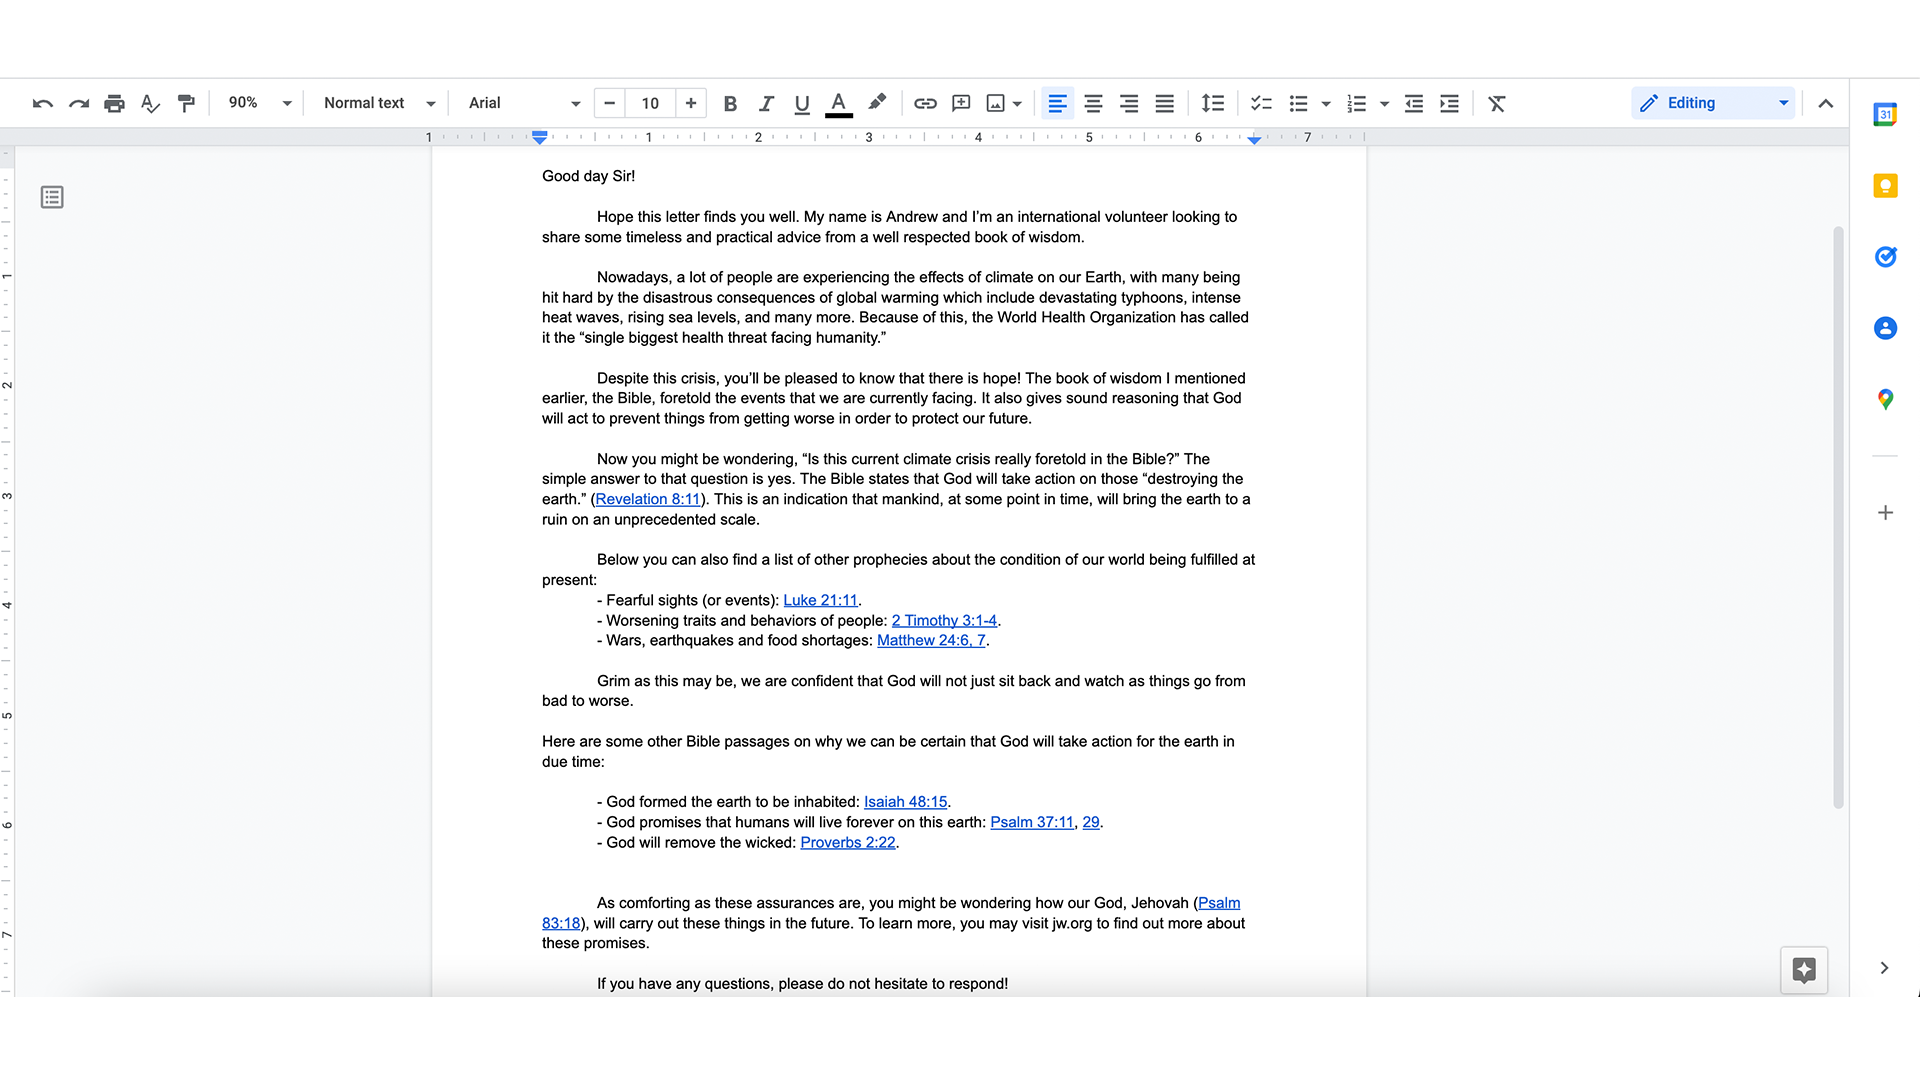 90% Normal text Arial 10 B I U A Editing
1 1 2 3 4 5 6 7
31
Good day Sir!
Hope this letter finds you well. My name is Andrew and I’m an international volunteer looking to
share some timeless and practical advice from a well respected book of wisdom.
Nowadays, a lot of people are experiencing the effects of climate on our Earth, with many being
hit hard by the disastrous consequences of global warming which include devastating typhoons, intense
heat waves, rising sea levels, and many more. Because of this, the World Health Organization has called
it the “single biggest health threat facing humanity.”
Despite this crisis, you’ll be pleased to know that there is hope! The book of wisdom I mentioned
earlier, the Bible, foretold the events that we are currently facing. It also gives sound reasoning that God
will act to prevent things from getting worse in order to protect our future.
Now you might be wondering, “Is this current climate crisis really foretold in the Bible?” The
simple answer to that question is yes. The Bible states that God will take action on those “destroying the
earth.” (Revelation 8:11). This is an indication that mankind, at some point in time, will bring the earth to a
ruin on an unprecedented scale.
Below you can also find a list of other prophecies about the condition of our world being fulfilled at
present:
- Fearful sights (or events): Luke 21:11.
- Worsening traits and behaviors of people: 2 Timothy 3:1-4.
- Wars, earthquakes and food shortages: Matthew 24:6, 7.
Grim as this may be, we are confident that God will not just sit back and watch as things go from
bad to worse.
Here are some other Bible passages on why we can be certain that God will take action for the earth in
due time:
- God formed the earth to be inhabited: Isaiah 48:15.
- God promises that humans will live forever on this earth: Psalm 37:11, 29.
- God will remove the wicked: Proverbs 2:22.
As comforting as these assurances are, you might be wondering how our God, Jehovah (Psalm
83:18), will carry out these things in the future. To learn more, you may visit jw.org to find out more about
these promises.
If you have any questions, please do not hesitate to respond!
1
2
3
4
5
6
7